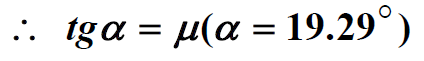 ∴ tgα = μ(α = 19.29°)